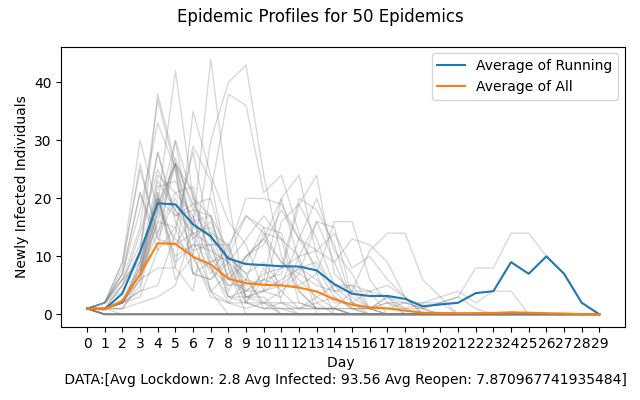 Epidemic Profiles for 50 Epidemics
Average of Running
Average of All
Newly Infected Individuals
40
30
20
10
0
0 1 2 3 4 5 6 7 8 9 10 11 12 13 14 15 16 17 18 19 20 21 22 23 24 25 26 27 28 29
Day
DATA:[Avg Lockdown: 2.8 Avg Infected: 93.56 Avg Reopen: 7.870967741935484]